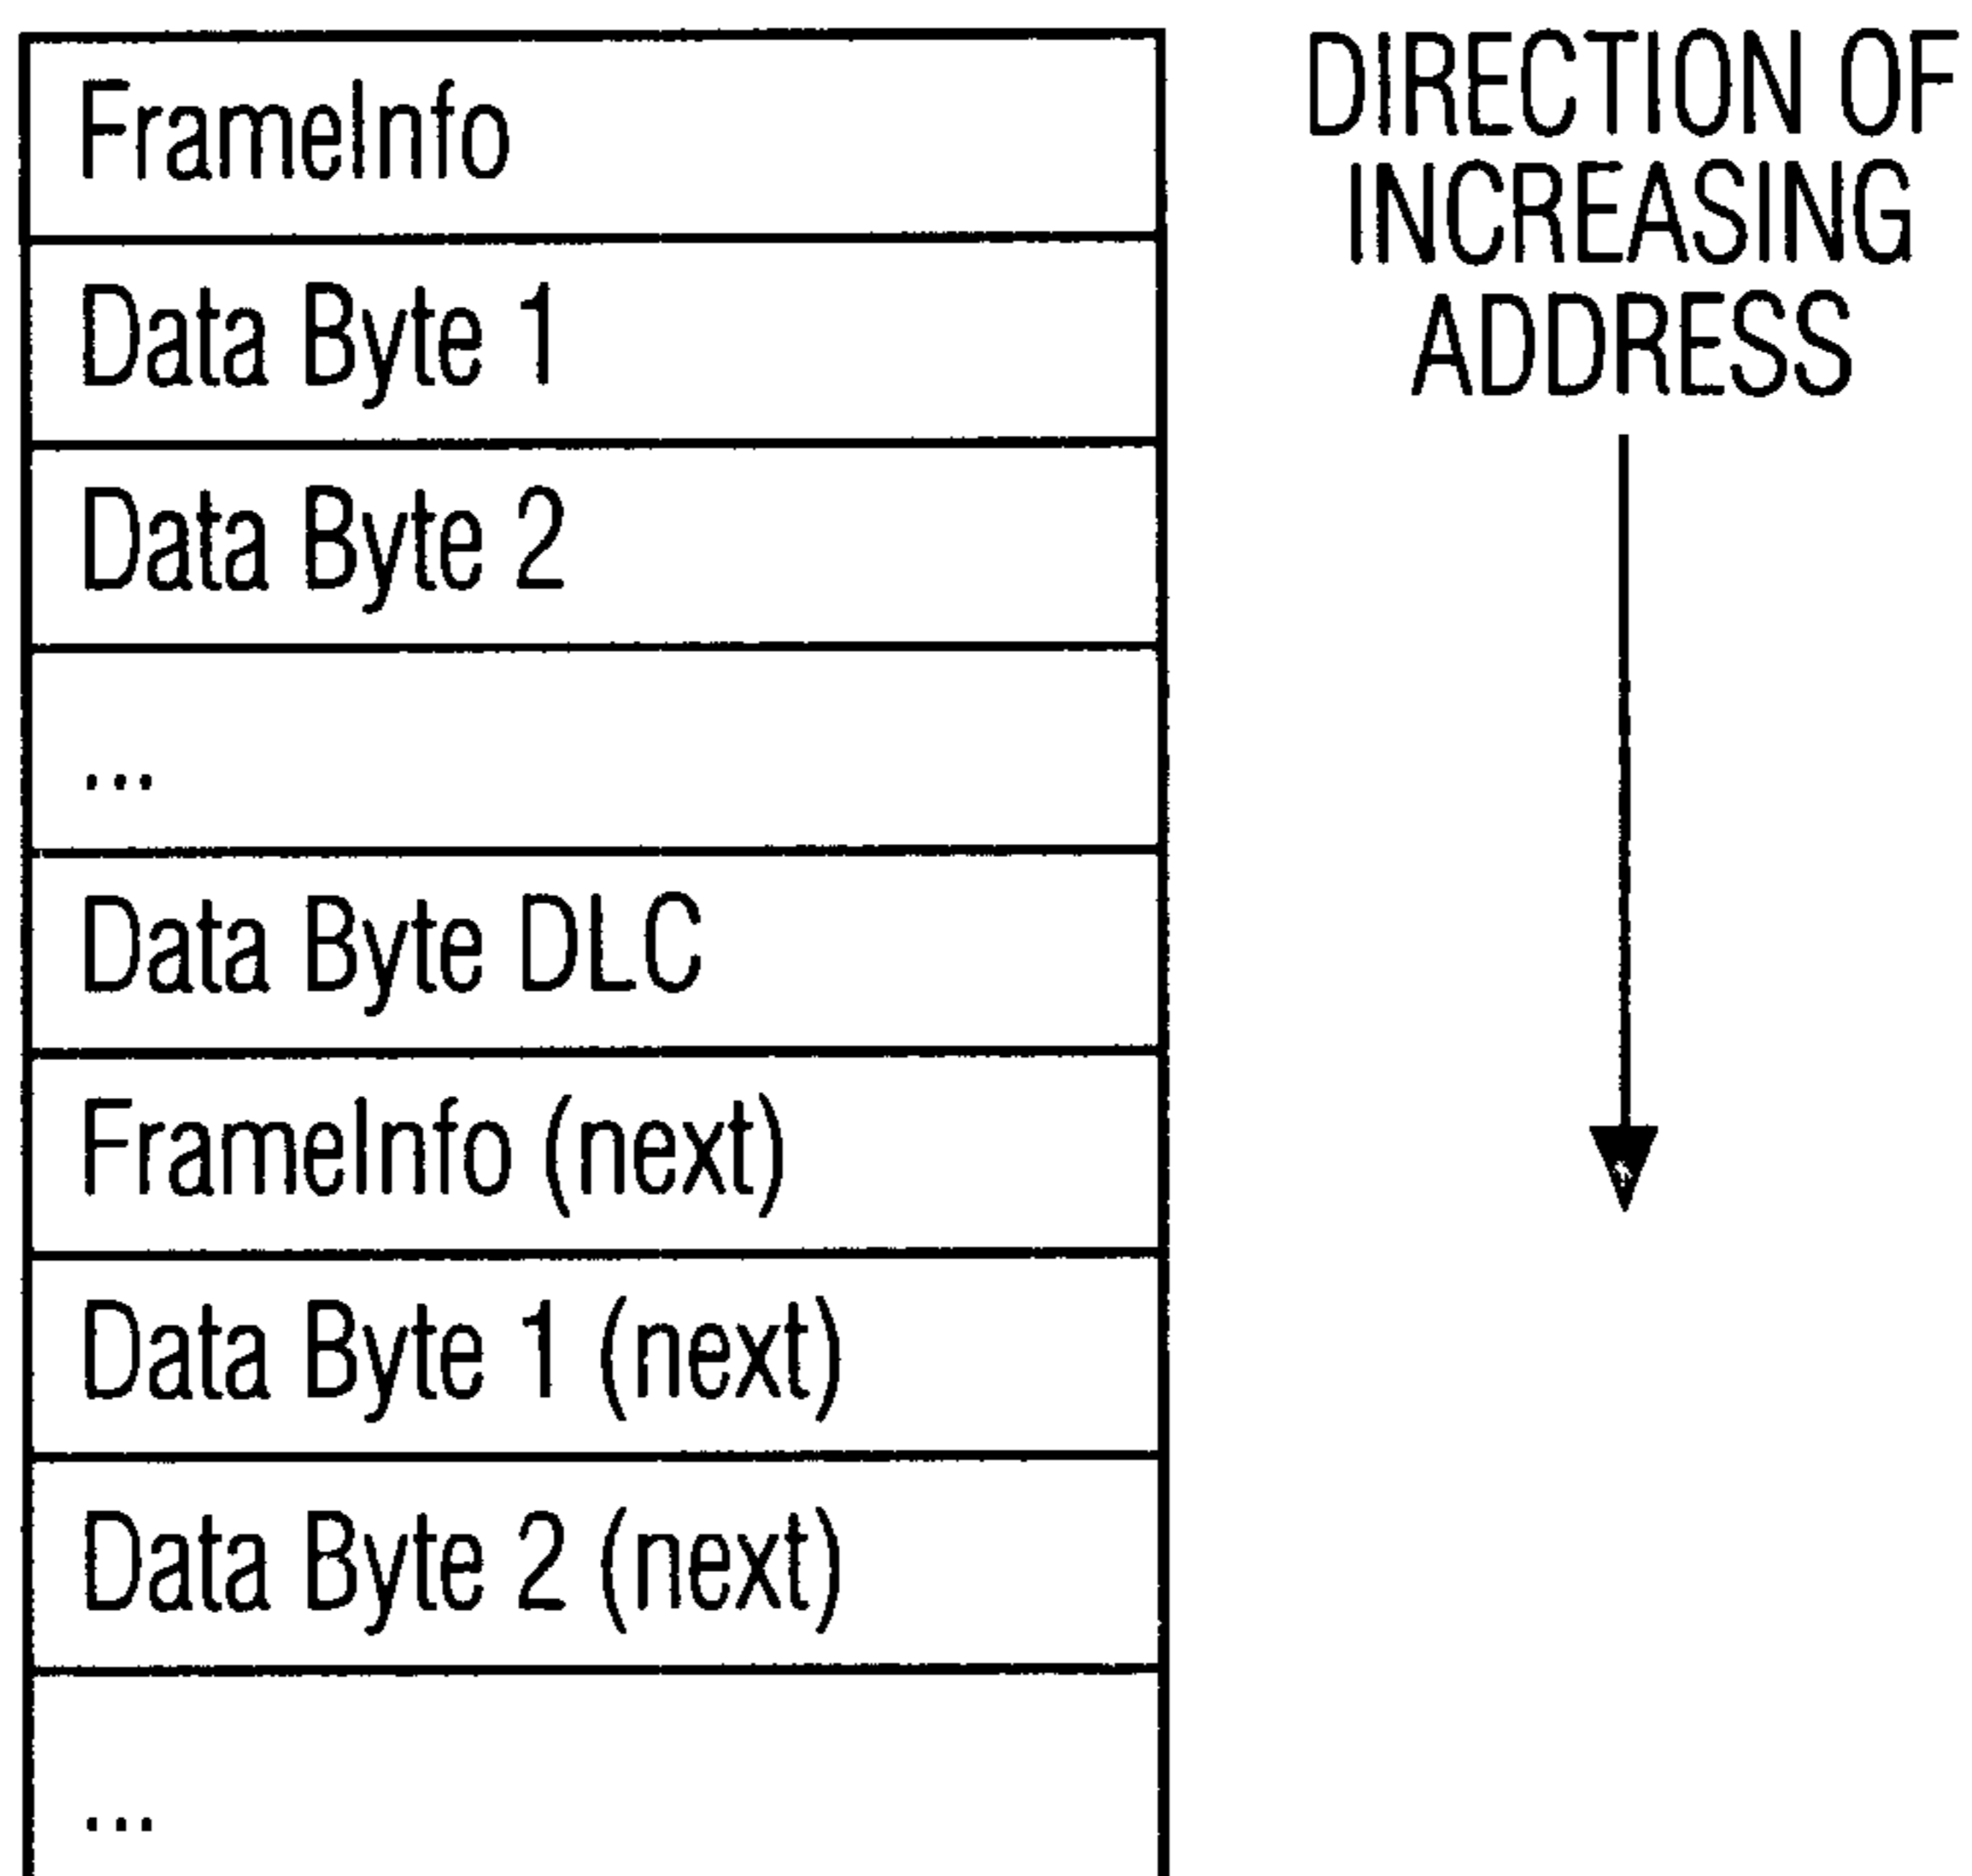 FrameInfo
Data Byte 1
Data Byte 2
...
Data Byte DLC
FrameInfo (next)
Data Byte 1 (next)
Data Byte 2 (next)
...
DIRECTION OF
INCREASING
ADDRESS